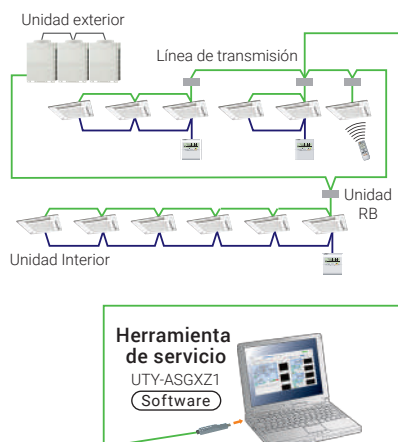 Unidad exterior
Línea de transmisión
Unidad
RB
Unidad Interior
Herramienta
de servicio
UTY-ASGXZ1
Software